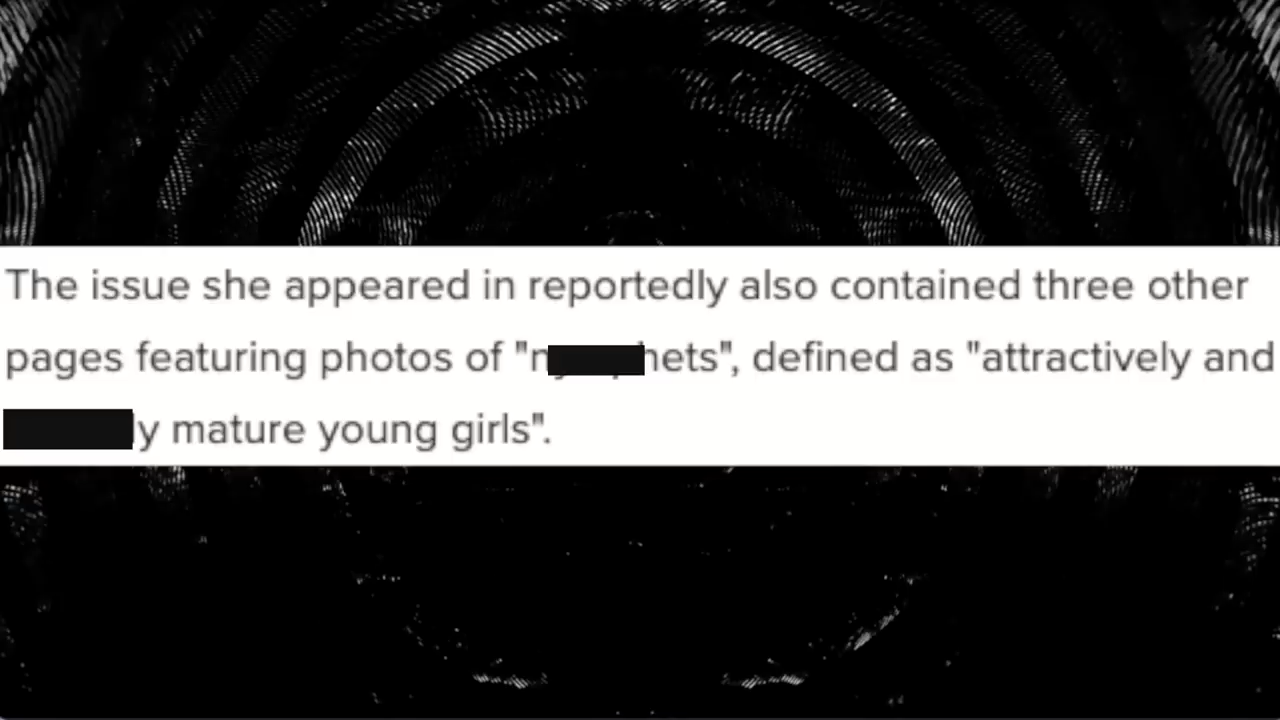 The issue she appeared in reportedly also contained three other
pages featuring photos of defined as "attractively and
mature young girls".